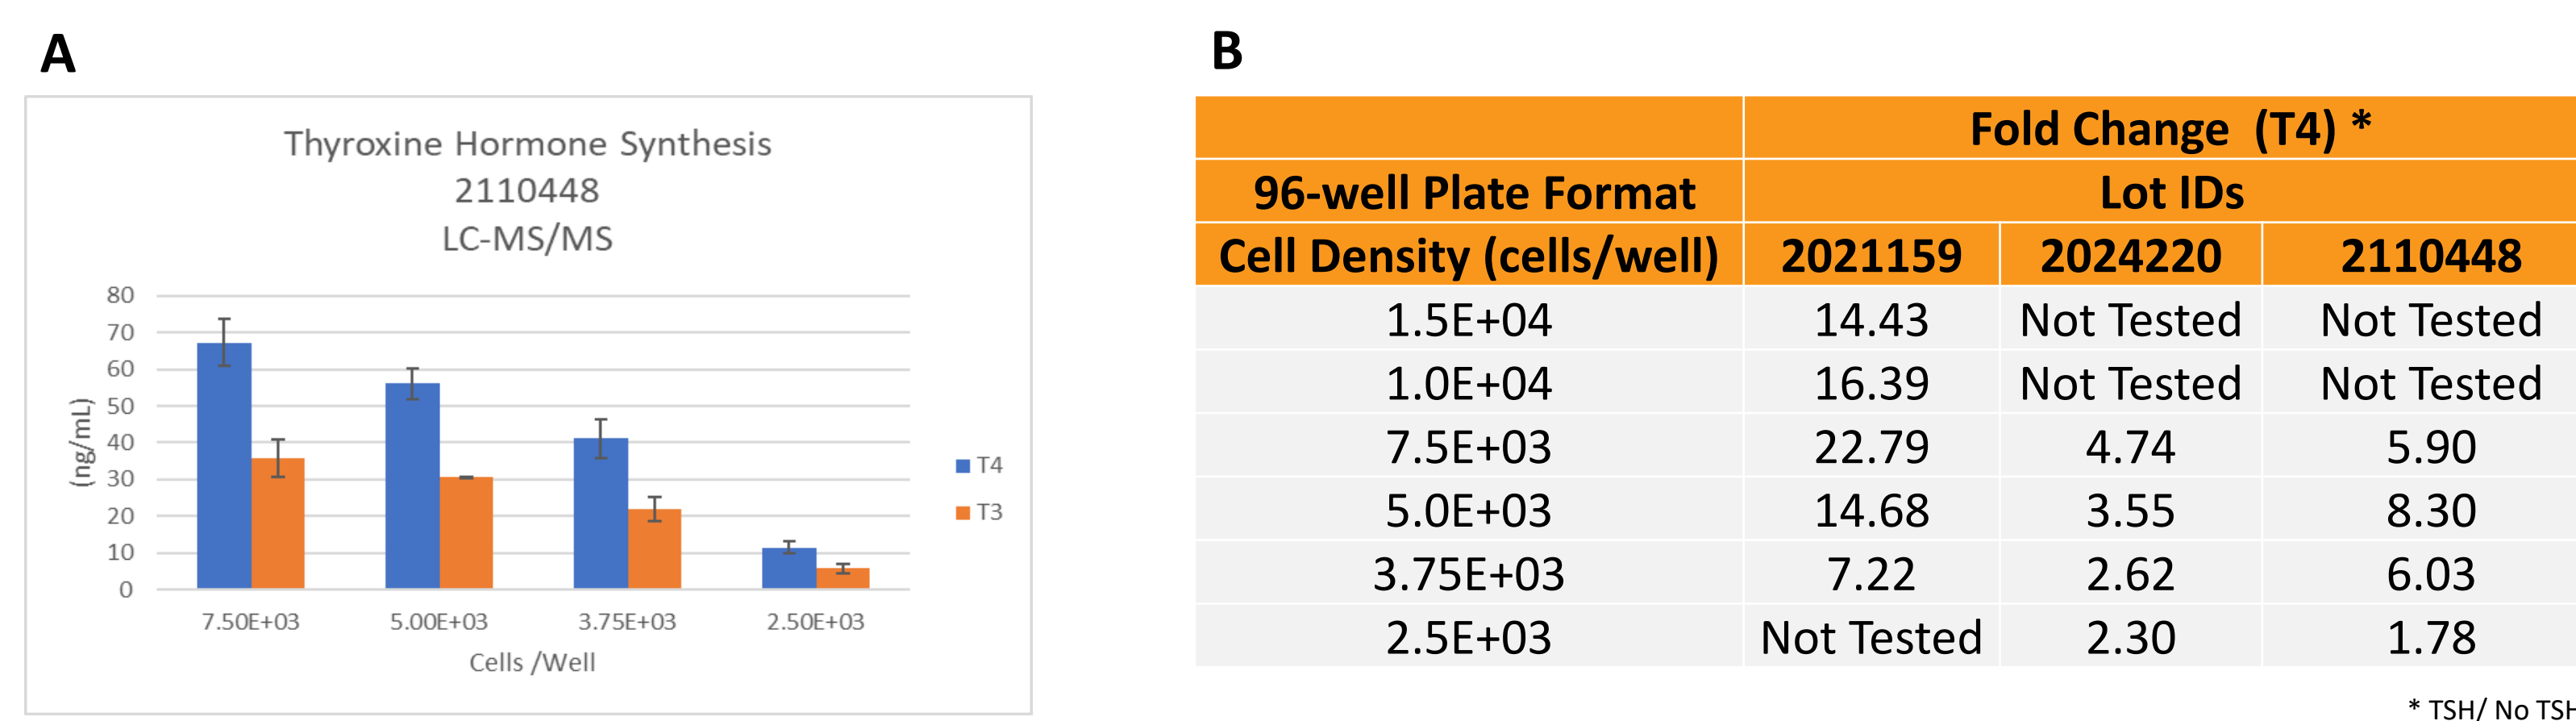 A
Thyroxine Hormone Synthesis
2110448
LC-MS/MS
80
70
60
50
40
30
20
10
0
(ng/mL)
7.50E+03 5.00E+03 3.75E+03 2.50E+03
Cells /Well
T4
T3
B
Fold Change (T4) *
96-well Plate Format Lot IDs
Cell Density (cells/well) 2021159 2024220 2110448
1.5E+04 14.43 Not Tested Not Tested
1.0E+04 16.39 Not Tested Not Tested
7.5E+03 22.79 4.74 5.90
5.0E+03 14.68 3.55 8.30
3.75E+03 7.22 2.62 6.03
2.5E+03 Not Tested 2.30 1.78
* TSH/ No TSH